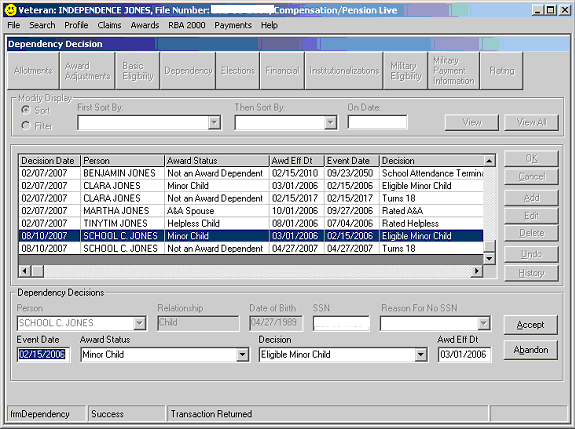 Veteran: INDEPENDENCE JONES, File Number: Compensation/Pension Live
File Search Profile Claims Awards RBA 2000 Payments Help
Dependency Decision
Allotments Award Adjustments Basic Eligibility Dependency Elections Financial Institutionalizations Military Eligibility Military Payment Information Rating
Modify Display
Sort First Sort By: Then Sort By: On Date:
Filter View View All
Decision Date Person Award Status Awd Eff Dt Event Date Decision
02/07/2007 BENJAMIN JONES Not an Award Dependent 02/15/2010 09/23/2050 School Attendance Termina
02/07/2007 CLARA JONES Minor Child 03/01/2006 02/15/2006 Eligible Minor Child
02/07/2007 CLARA JONES Not an Award Dependent 02/15/2017 02/15/2017 Turns 18
02/07/2007 MARTHA JONES A&A Spouse 10/01/2006 09/27/2006 Rated A&A
02/07/2007 TINYTIM JONES Helpless Child 08/01/2006 07/04/2006 Rated Helpless
08/10/2007 SCHOOL C. JONES Minor Child 03/01/2006 02/15/2006 Eligible Minor Child
08/10/2007 SCHOOL C. JONES Not an Award Dependent 04/27/2007 04/27/2007 Turns 18
OK
Cancel
Add
Edit
Delete
Undo
History
Dependency Decisions
Person Relationship Date of Birth SSN Reason For No SSN
SCHOOL C. JONES Child 04/27/1989
Accept
Event Date Award Status Decision Awd Eff Dt
02/15/2006 Minor Child Eligible Minor Child 03/01/2006
Abandon
frmDependency Success Transaction Returned